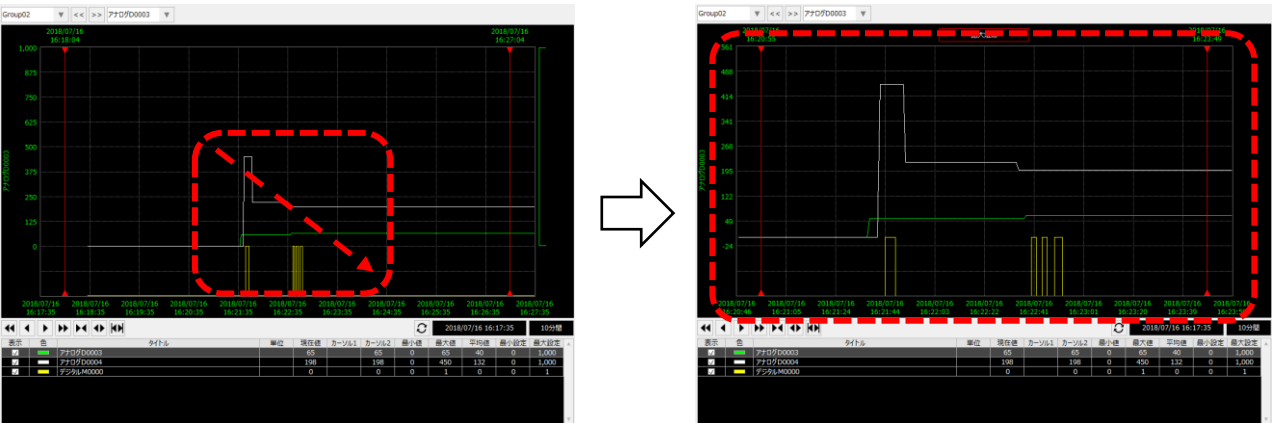 Group02 << >> アナログD0003
2018/07/16 2018/07/16
16:18:04 16:27:04
1,000
875
750
625
500
375
250
125
0
アナログD0003
2018/07/16 2018/07/16 2018/07/16 2018/07/16 2018/07/16 2018/07/16 2018/07/16 2018/07/16 2018/07/16 2018/07/16 2018/07/16
16:17:35 16:18:35 16:19:35 16:20:35 16:21:35 16:22:35 16:23:35 16:24:35 16:25:35 16:26:35 16:27:35
2018/07/16 16:17:35 10分間
表示 色 タイトル 単位 現在値 カーソル1 カーソル2 最小値 最大値 平均値 最小設定 最大設定
アナログD0003 65 65 0 65 40 0 1,000
アナログD0004 198 198 0 450 132 0 1,000
デジタルM0000 0 0 0 1 0 0 1
Group02 << >> アナログD0003
2018/07/16 2018/07/16
16:20:55 16:23:49
561
488
414
341
268
195
122
49
-24
アナログD0003
2018/07/16 2018/07/16 2018/07/16 2018/07/16 2018/07/16 2018/07/16 2018/07/16 2018/07/16 2018/07/16 2018/07/16
16:20:46 16:21:05 16:21:24 16:21:44 16:22:03 16:22:22 16:22:41 16:23:01 16:23:20 16:23:39
2018/07/16 16:17:35 10分間
表示 色 タイトル 単位 現在値 カーソル1 カーソル2 最小値 最大値 平均値 最小設定 最大設定
アナログD0003 65 65 0 65 40 0 1,000
アナログD0004 198 198 0 450 132 0 1,000
デジタルM0000 0 0 0 1 0 0 1